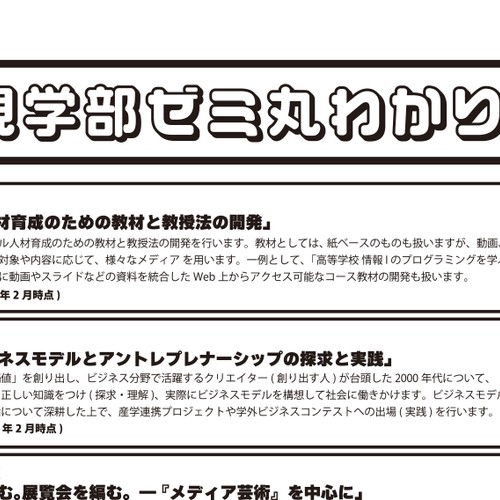 現学部ゼミ丸わかり
材育成のための教材と教授法の開発」
ル人材育成のための教材と教授法の開発を行います。教材としては、紙ベースのものも扱いますが、動画、
対象や内容に応じて、様々なメディア を用います。一例として、「高等学校 情報 I のプログラミングを学ぶ
に動画やスライドなどの資料を統合した Web 上からアクセス可能なコース教材の開発も扱います。
年 2 月時点 )
ネスモデルとアントレプレナーシップの探求と実践」
値」を創り出し、ビジネス分野で活躍するクリエイター ( 創り出す人 ) が台頭した 2000 年代について、
正しい知識をつけ ( 探求・理解 )、実際にビジネスモデルを構想して社会に働きかけます。ビジネスモデル
について深耕した上で、産学連携プロジェクトや学外ビジネスコンテストへの出場 ( 実践 ) を行います。
年 2 月時点 )
む。展覧会を編む。 ―『メディア芸術』を中心に」